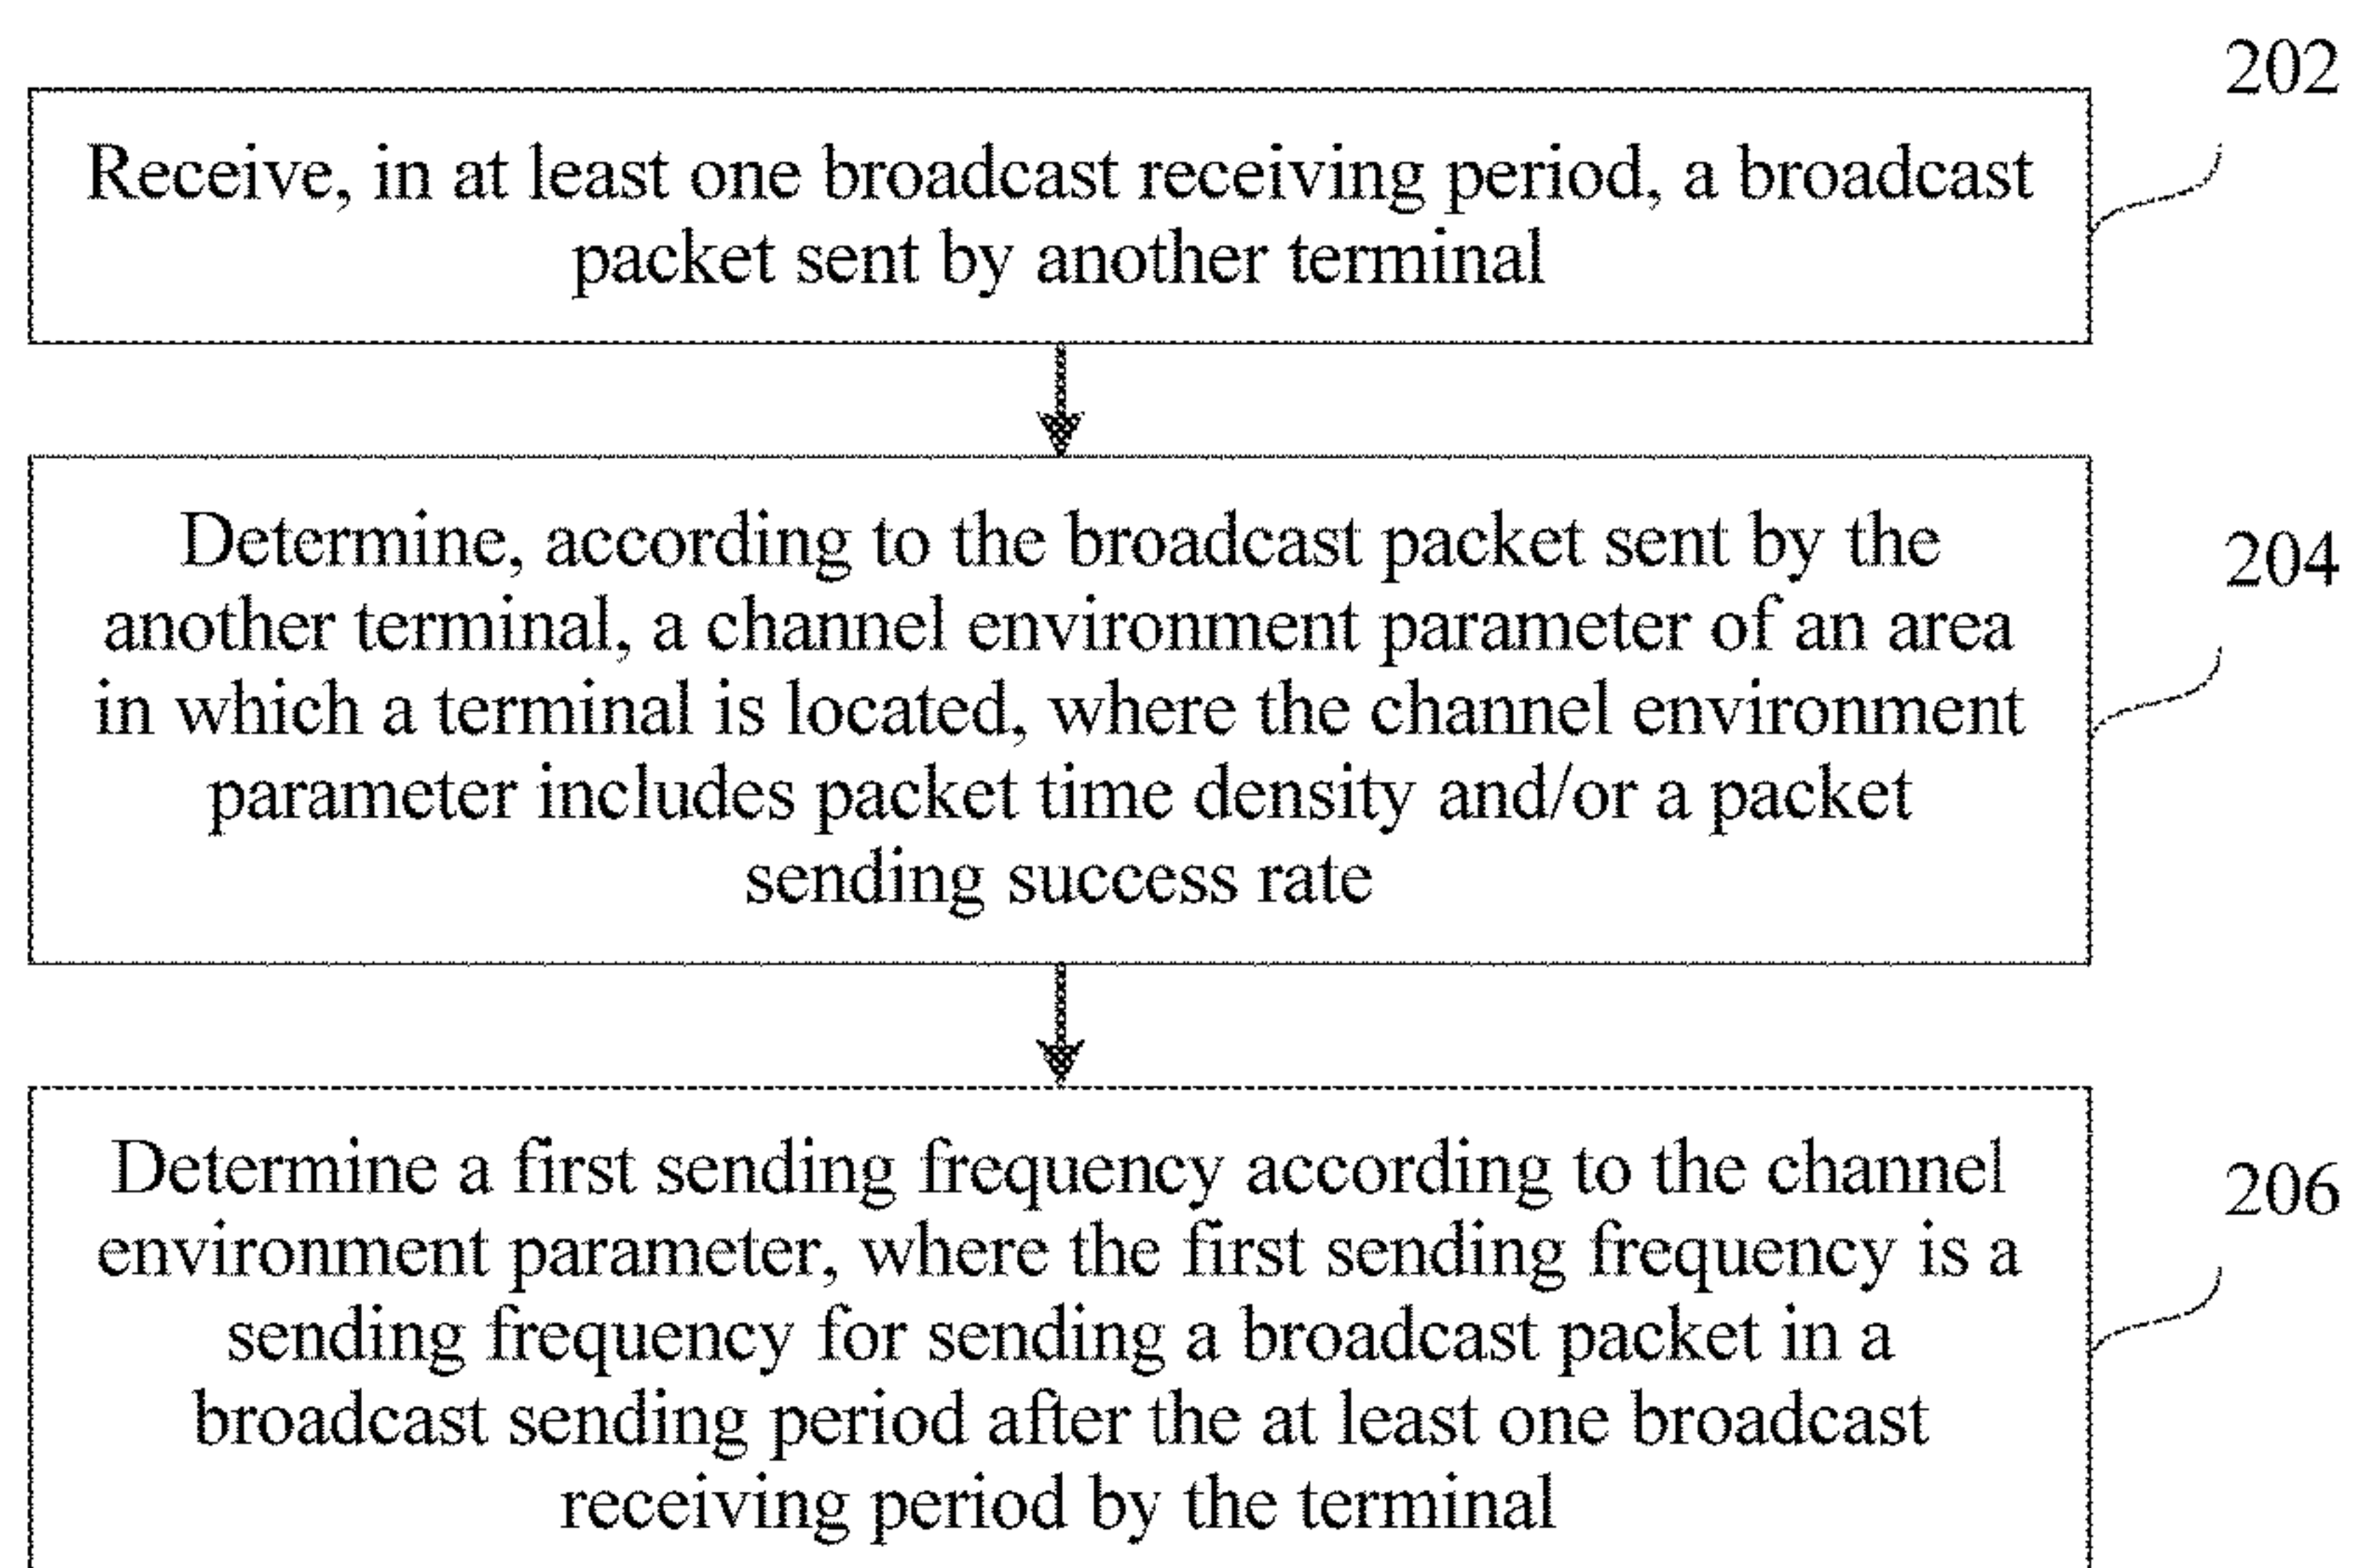 202
Receive, in at least one broadcast receiving period, a broadcast
packet sent by another terminal
Determine, according to the broadcast packet sent by the
another terminal, a channel environment parameter of an area
in which a terminal is located, where the channel environment
parameter includes packet time density and/or a packet
sending success rate
204
Determine a first sending frequency according to the channel
environment parameter, where the first sending frequency is a
sending frequency for sending a broadcast packet in a
broadcast sending period after the at least one broadcast
receiving period by the terminal
206